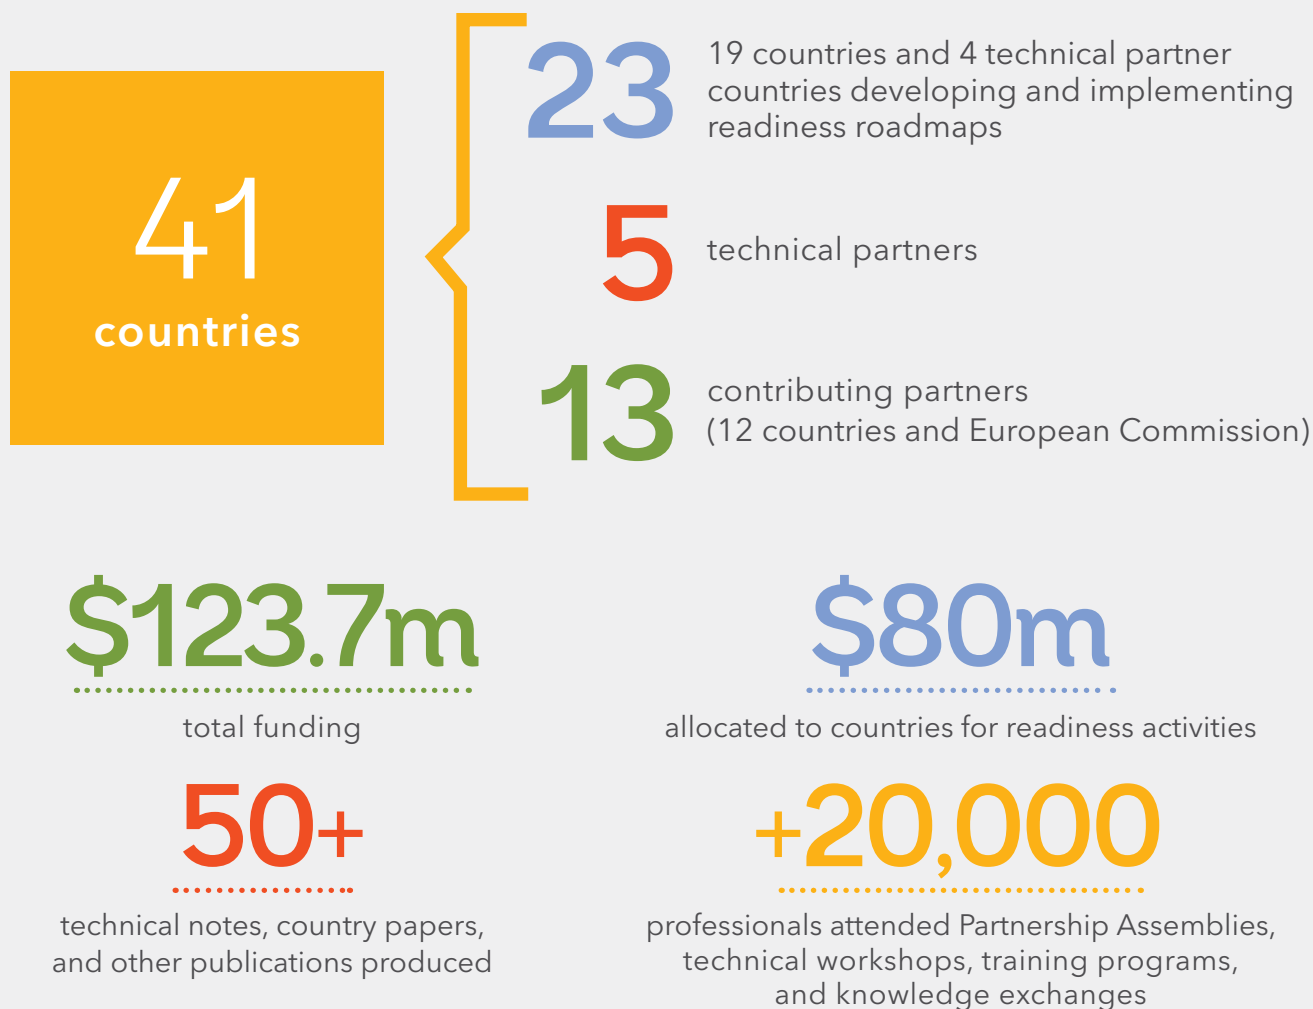 41
countries
23
19 countries and 4 technical partner
countries developing and implementing
readiness roadmaps
5
technical partners
13
contributing partners
(12 countries and European Commission)
$123.7m
total funding
$80m
allocated to countries for readiness activities
50+
technical notes, country papers,
and other publications produced
+20,000
professionals attended Partnership Assemblies,
technical workshops, training programs,
and knowledge exchanges